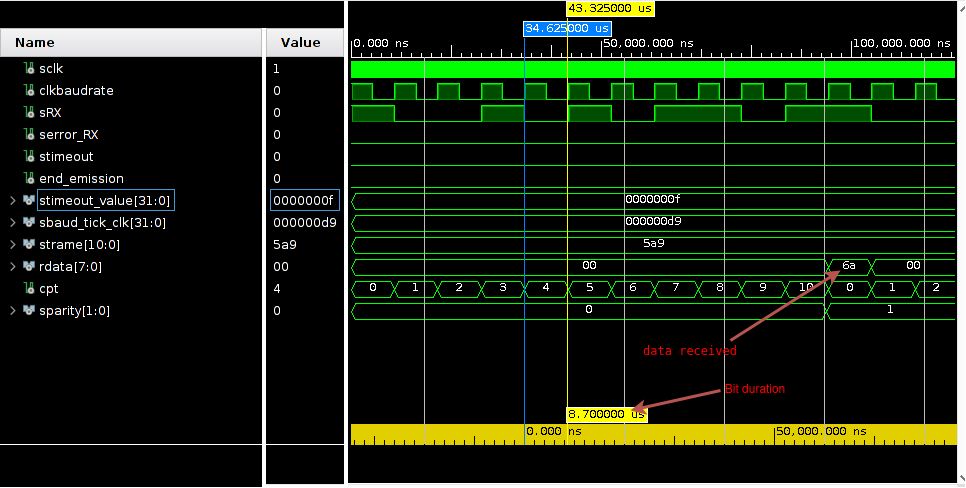 43.325000 us
34.625000 us
Name Value
0.000 ns 50,000.000 ns 100,000.000 ns
sclk 1
clkbaudrate 0
sRX 0
serror_RX 0
stimeout 0
end_emission 0
stimeout_value[31:0] 0000000f 0000000f
sbaud_tick_clk[31:0] 000000d9 000000d9
strame[10:0] 5a9 5a9
rdata[7:0] 00 00 6a 00
cpt 4 0 1 2 3 4 5 6 7 8 9 10 0 1 2
sparity[1:0] 0 0 1
data received
Bit duration
8.700000 us
0.000 ns 50,000.000 ns